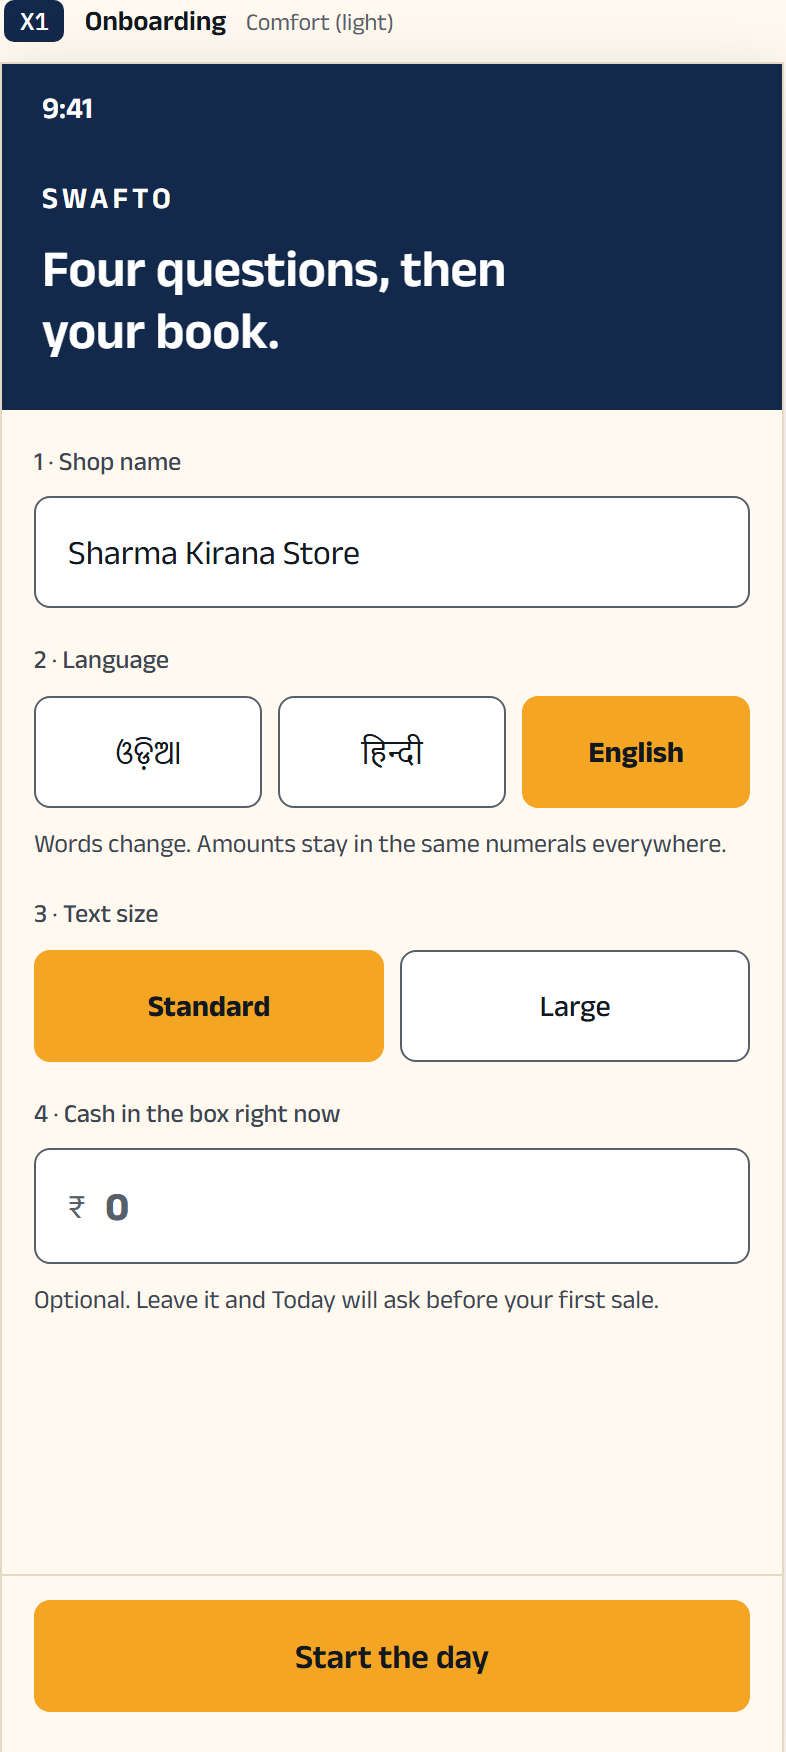 X1 Onboarding Comfort (light)
9:41
SWAFTO
Four questions, then
your book.
1 · Shop name
Sharma Kirana Store
2 · Language
ଓଡ଼ିଆ हिन्दी English
Words change. Amounts stay in the same numerals everywhere.
3 · Text size
Standard Large
4 · Cash in the box right now
₹ 0
Optional. Leave it and Today will ask before your first sale.
Start the day